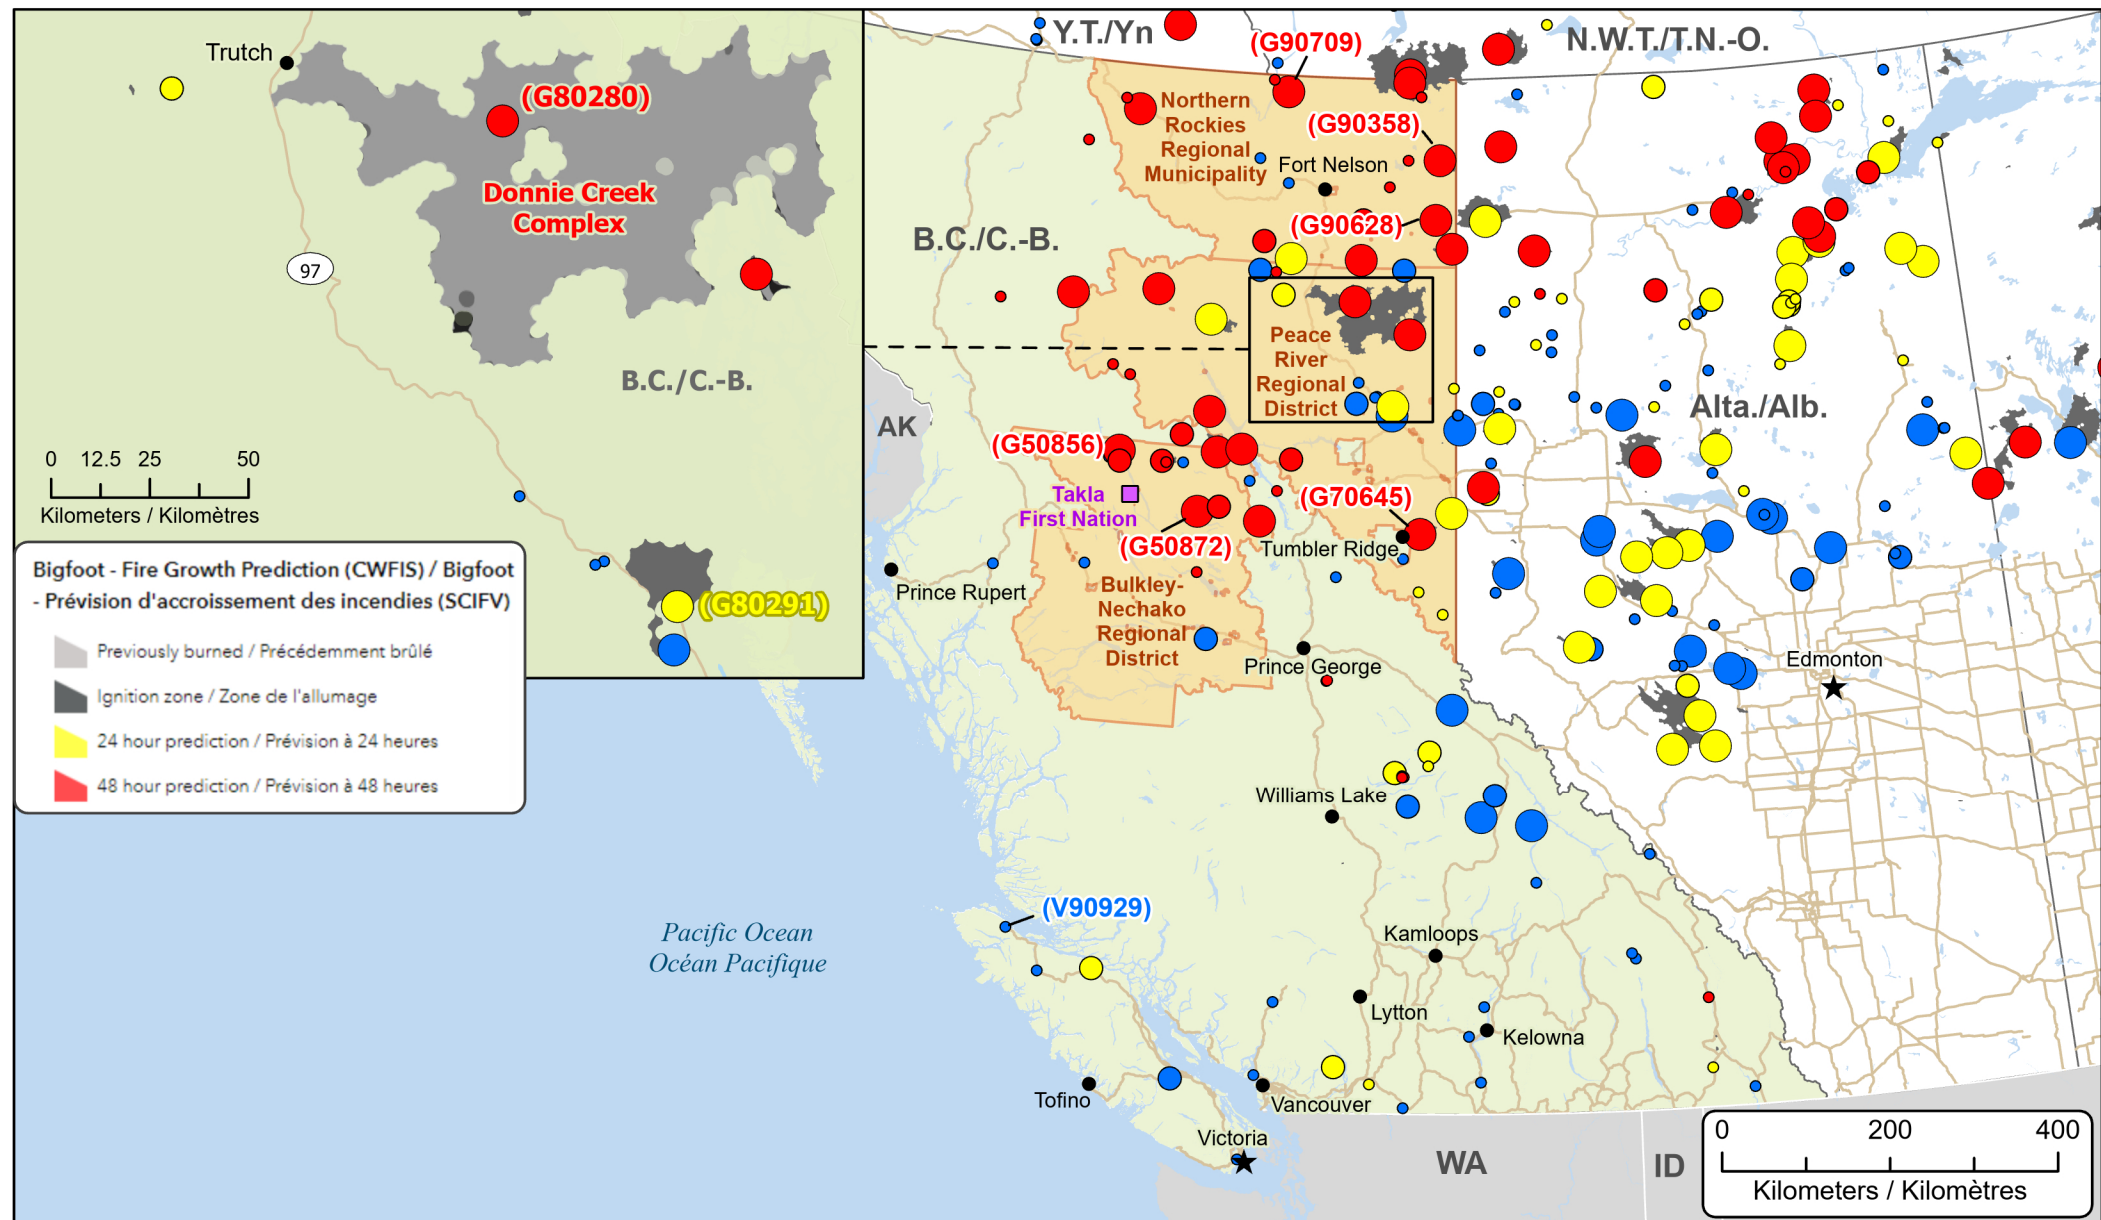 Trutch
(G80280)
Donnie Creek
Complex
97
B.C./C.-B.
0 12.5 25 50
Kilometers / Kilomètres
(G80291)
Bigfoot - Fire Growth Prediction (CWFIS) / Bigfoot
- Prévision d'accroissement des incendies (SCIFV)
Previously burned / Précédemment brûlé
Ignition zone / Zone de l'allumage
24 hour prediction / Prévision à 24 heures
48 hour prediction / Prévision à 48 heures
Y.T./Yn
(G90709)
N.W.T./T.N.-O.
Northern
Rockies
Regional
Municipality
(G90358)
Fort Nelson
(G90628)
B.C./C.-B.
Peace
River
Regional
District
AK
Alta./Alb.
(G50856)
Takla
First Nation
(G70645)
(G50872)
Tumbler Ridge
Prince Rupert
Bulkley-
Nechako
Regional
District
Prince George
Edmonton
Williams Lake
(V90929)
Pacific Ocean
Océan Pacifique
Kamloops
Lytton
Kelowna
Tofino
Vancouver
Victoria
WA
ID
0 200 400
Kilometers / Kilomètres